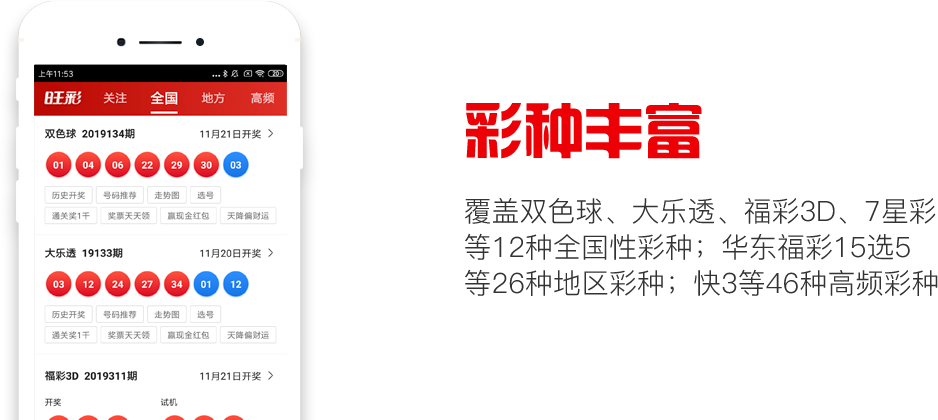 上午11:53
旺彩 关注 全国 地方 高频
双色球 2019134期 11月21日开奖
01 04 06 22 29 30 03
历史开奖 号码推荐 走势图 选号
通关奖1千 奖票天天领 赢现金红包 天降偏财运
大乐透 19133期 11月20日开奖
03 12 24 27 34 01 12
历史开奖 号码推荐 走势图 选号
通关奖1千 奖票天天领 赢现金红包 天降偏财运
福彩3D 2019311期 11月21日开奖
开奖 试机
彩种丰富
覆盖双色球、大乐透、福彩3D、7星彩
等12种全国性彩种；华东福彩15选5
等26种地区彩种；快3等46种高频彩种